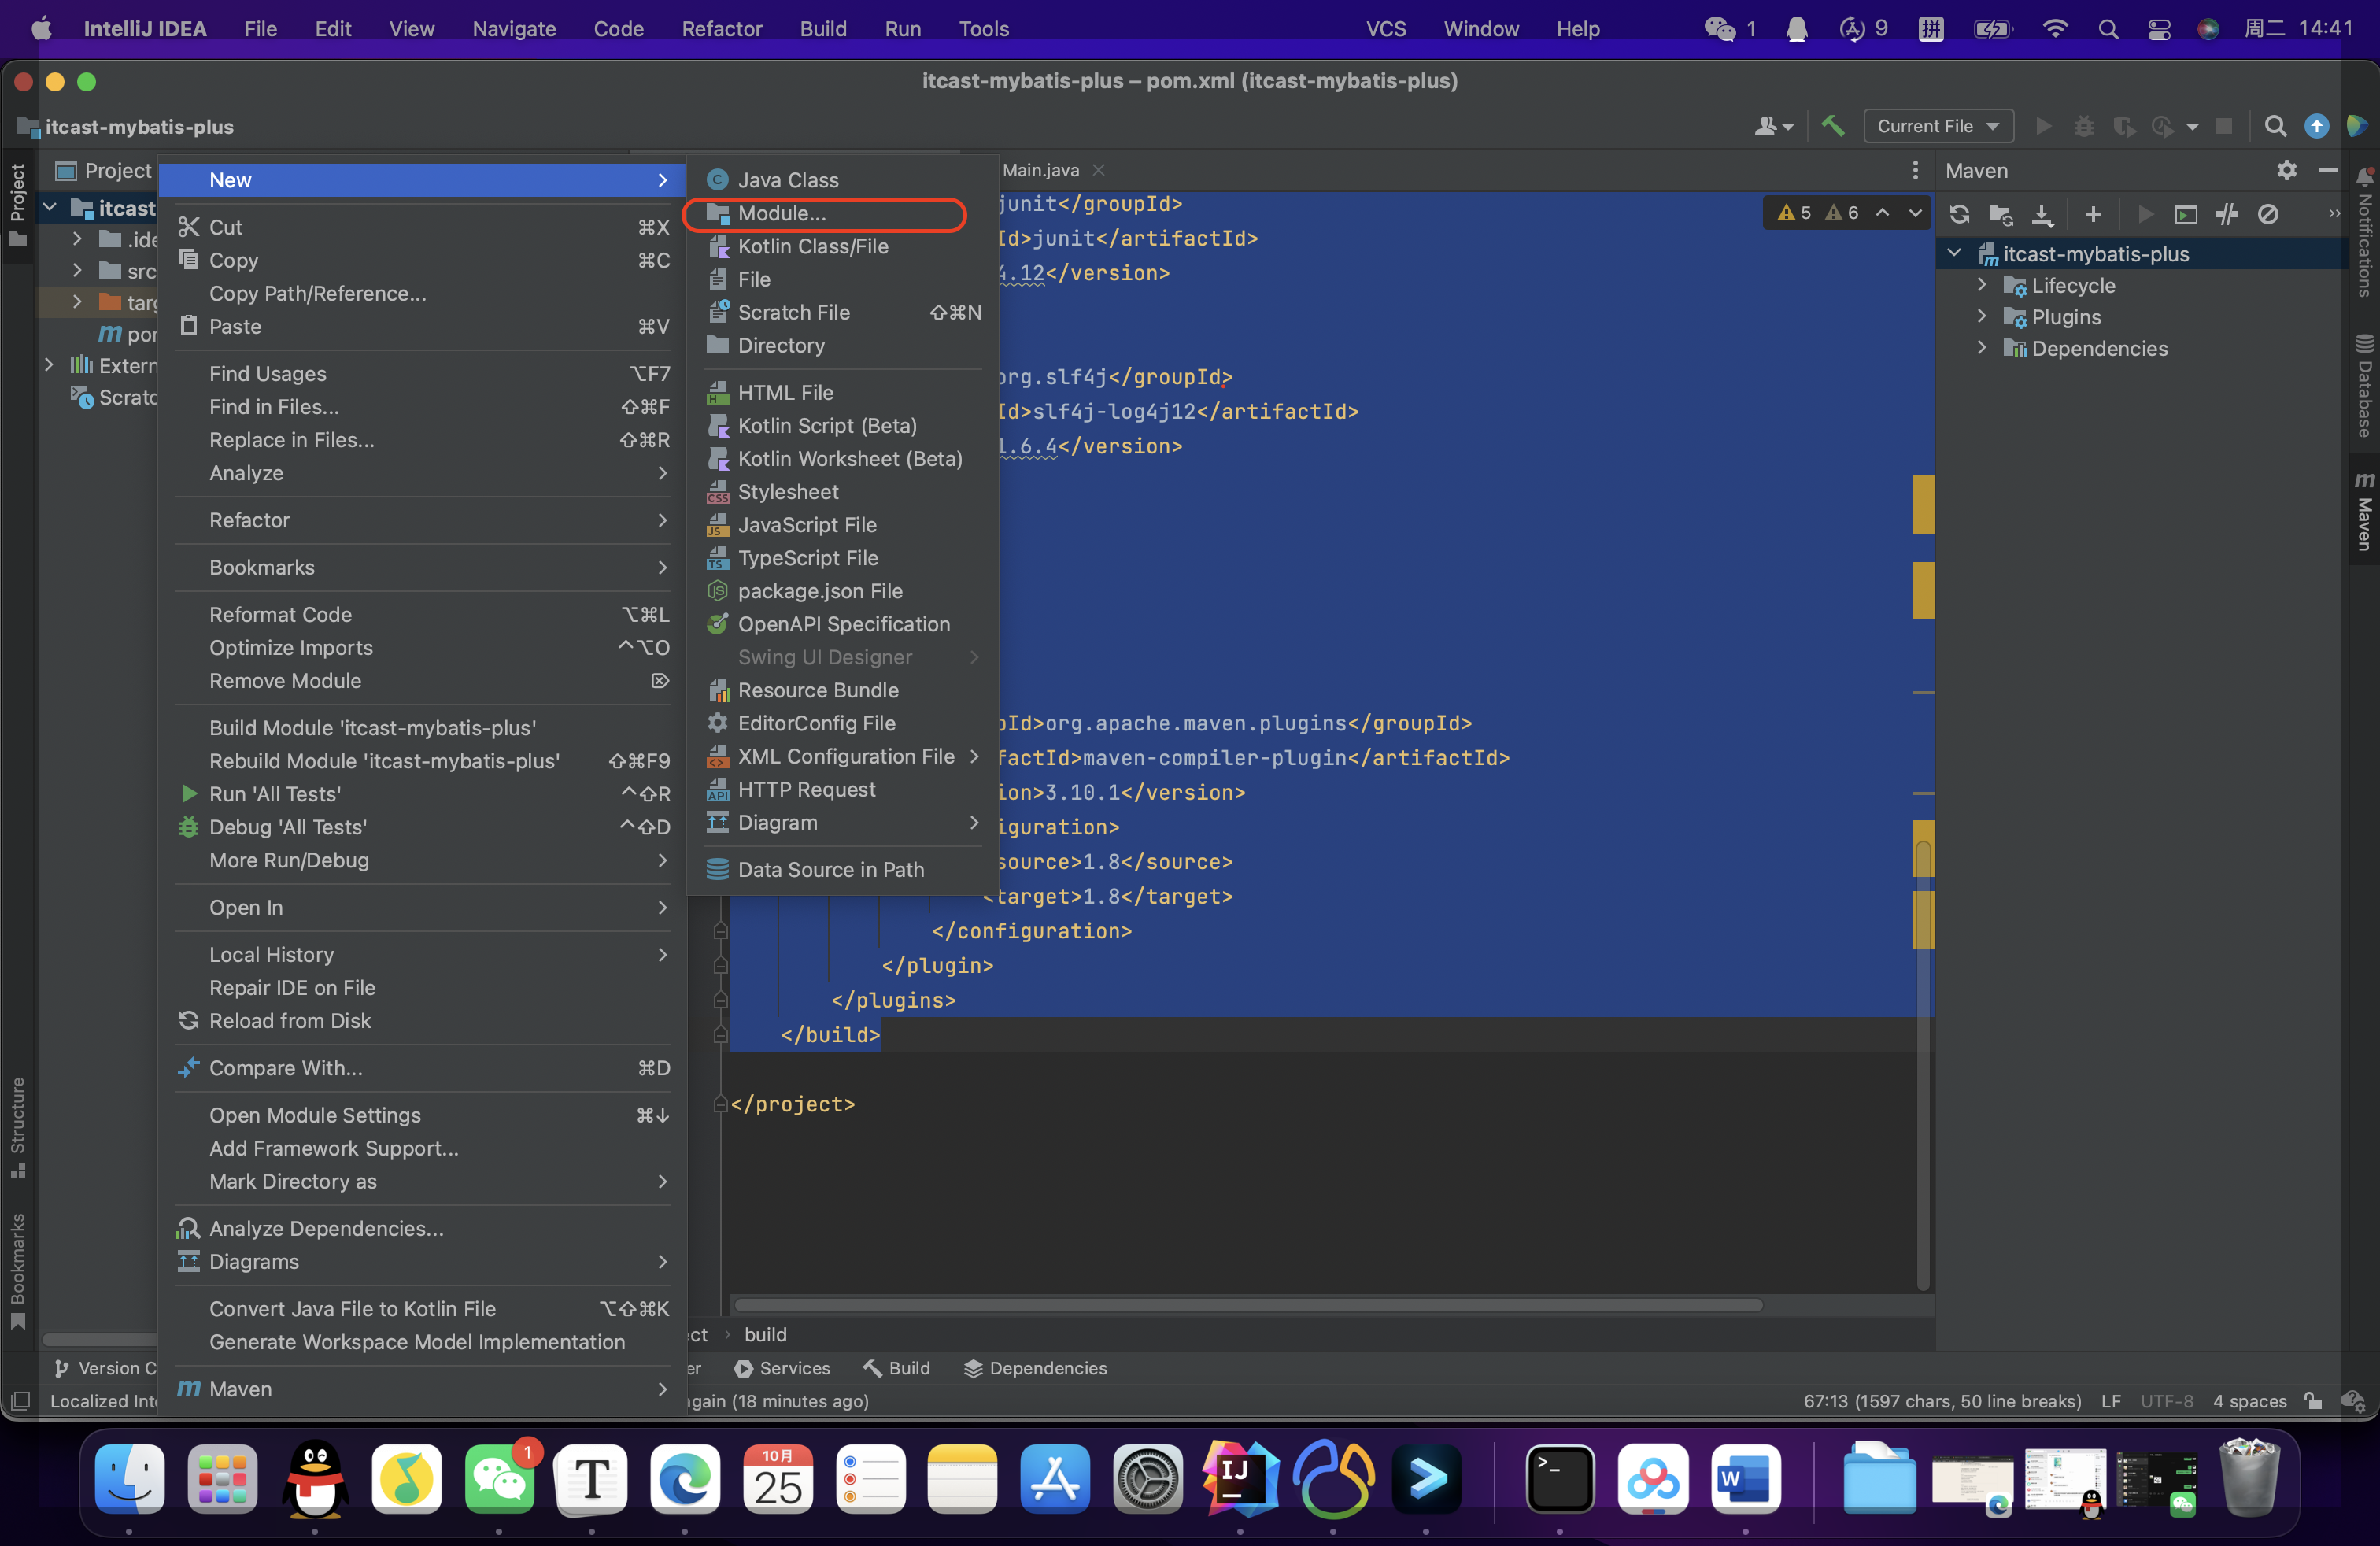 IntelliJ IDEA File Edit View Navigate Code Refactor Build Run Tools VCS Window Help 1 9 拼 周二 14:41
itcast-mybatis-plus – pom.xml (itcast-mybatis-plus)
itcast-mybatis-plus
Current File
Project
Project
itcast
.ide
src
targ
m por
Extern
Scratc
New
Cut ⌘X
Copy ⌘C
Copy Path/Reference...
Paste ⌘V
Find Usages ⌥F7
Find in Files... ⇧⌘F
Replace in Files... ⇧⌘R
Analyze
Refactor
Bookmarks
Reformat Code ⌥⌘L
Optimize Imports ^⌥O
Remove Module ⌦
Build Module 'itcast-mybatis-plus'
Rebuild Module 'itcast-mybatis-plus' ⇧⌘F9
Run 'All Tests' ^⇧R
Debug 'All Tests' ^⇧D
More Run/Debug
Open In
Local History
Repair IDE on File
Reload from Disk
Compare With... ⌘D
Open Module Settings ⌘↓
Add Framework Support...
Mark Directory as
Analyze Dependencies...
Diagrams
Convert Java File to Kotlin File ⌥⇧⌘K
Generate Workspace Model Implementation
m Maven
Java Class
Module...
Kotlin Class/File
File
Scratch File ⇧⌘N
Directory
HTML File
Kotlin Script (Beta)
Kotlin Worksheet (Beta)
Stylesheet
JavaScript File
TypeScript File
package.json File
OpenAPI Specification
Swing UI Designer
Resource Bundle
EditorConfig File
XML Configuration File
HTTP Request
Diagram
Data Source in Path
Main.java
5 6
junit</groupId>
Id>junit</artifactId>
4.12</version>
org.slf4j</groupId>
Id>slf4j-log4j12</artifactId>
1.6.4</version>
pId>org.apache.maven.plugins</groupId>
factId>maven-compiler-plugin</artifactId>
ion>3.10.1</version>
iguration>
source>1.8</source>
<target>1.8</target>
</configuration>
</plugin>
</plugins>
</build>
</project>
ect › build
Maven
itcast-mybatis-plus
Lifecycle
Plugins
Dependencies
Notifications
Database
m Maven
Structure
Bookmarks
Version C
er
Services
Build
Dependencies
Localized Inte
again (18 minutes ago)
67:13 (1597 chars, 50 line breaks) LF UTF-8 4 spaces
1
T
10月
25
IJ
>_
W